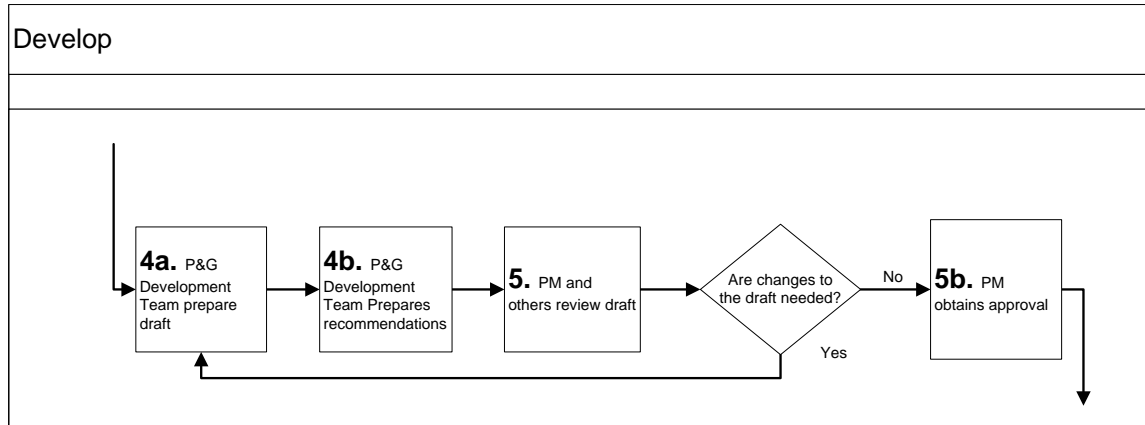 Develop
4a. P&G
Development
Team prepare
draft
4b. P&G
Development
Team Prepares
recommendations
5. PM and
others review draft
Are changes to
the draft needed?
No
Yes
5b. PM
obtains approval